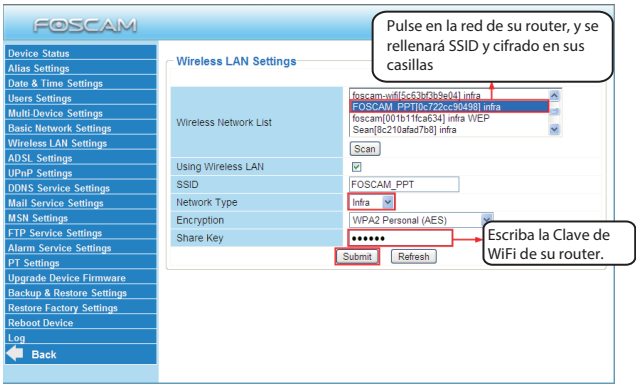 FOSCAM
Pulse en la red de su router, y se
rellenará SSID y cifrado en sus
casillas
Device Status
Alias Settings
Date & Time Settings
Users Settings
Multi-Device Settings
Basic Network Settings
Wireless LAN Settings
ADSL Settings
UPnP Settings
DDNS Service Settings
Mail Service Settings
MSN Settings
FTP Service Settings
Alarm Service Settings
PT Settings
Upgrade Device Firmware
Backup & Restore Settings
Restore Factory Settings
Reboot Device
Log
Back
Wireless LAN Settings
Wireless Network List
foscam-wifi[5c63bf3b9e04] infra
FOSCAM_PPT[0c722cc90498] infra
foscam[001b11fca634] infra WEP
Sean[8c210afad7b8] infra
Scan
Using Wireless LAN
SSID
FOSCAM_PPT
Network Type
Infra
Encryption
WPA2 Personal (AES)
Share Key
••••••
Escriba la Clave de
WiFi de su router.
Submit
Refresh